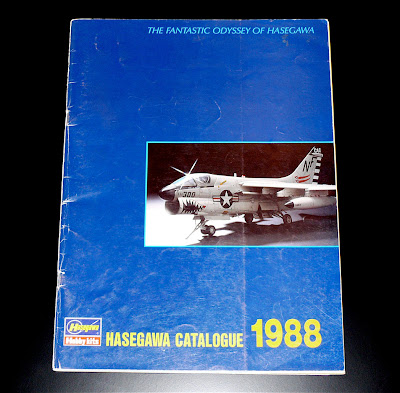 THE FANTASTIC ODYSSEY OF HASEGAWA
NF
300
Hasegawa
Hobby kits
HASEGAWA CATALOGUE 1988